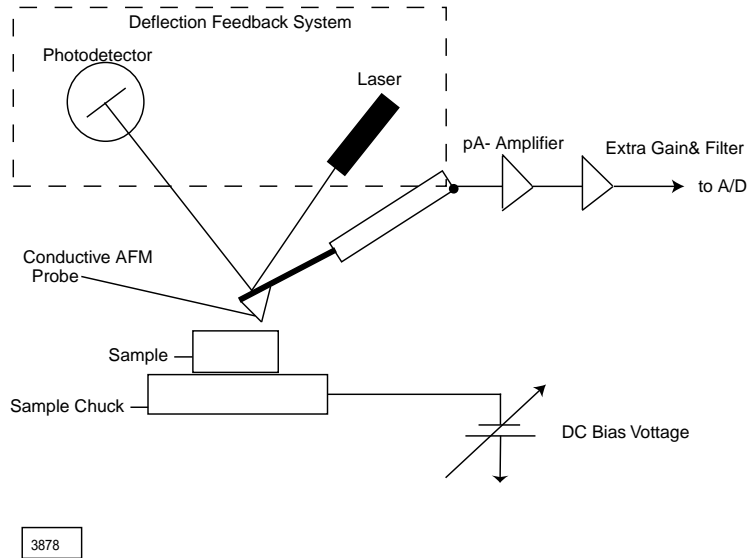 Deflection Feedback System
Photodetector
Laser
pA- Amplifier
Extra Gain& Filter
to A/D
Conductive AFM
Probe
Sample
Sample Chuck
DC Bias Vottage
3878